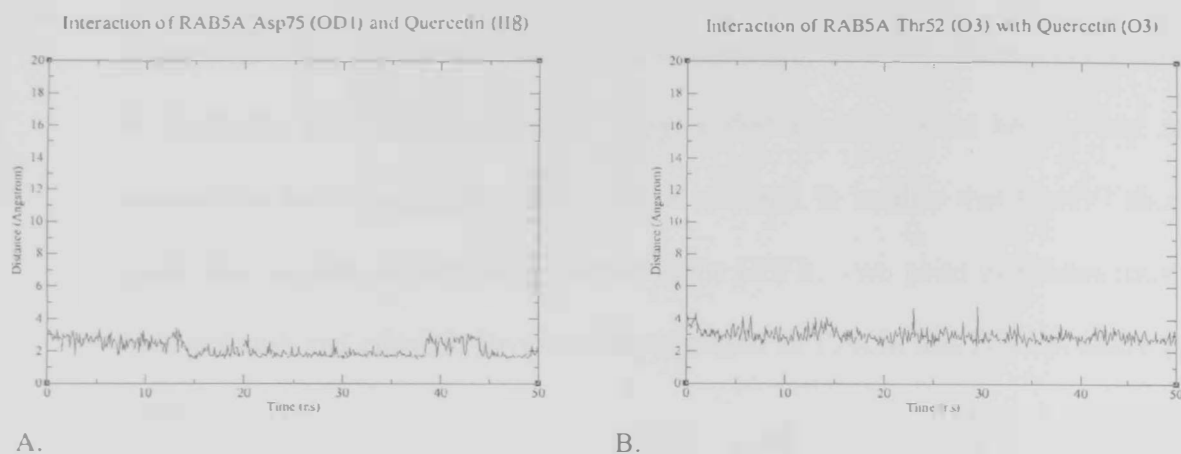 Interaction of RAB5A Asp75 (OD1) and Quercetin (H8)
20
18
16
14
12
10
8
6
4
2
0
Distance (Angstrom)
0 10 20 30 40 50
Time (ns)
A.
Interaction of RAB5A Thr52 (O3) with Quercetin (O3)
20
18
16
14
12
10
8
6
4
2
0
Distance (Angstrom)
0 10 20 30 40 50
Time (ns)
B.